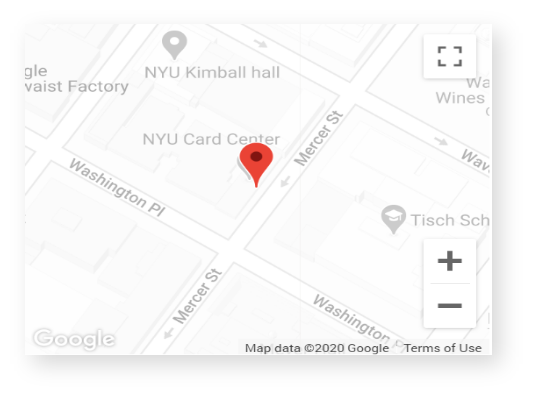 NYU Kimball hall
gle
waist Factory
Wa
Wines
NYU Card Center
Mercer St
Wav
Washington Pl
Tisch Sch
Mercer St
Washington P
Google
Map data ©2020 Google Terms of Use